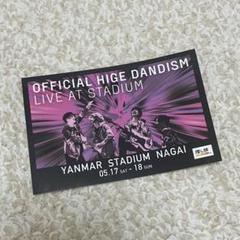 OFFICIAL HIGE DANDISM
LIVE AT STADIUM
YANMAR STADIUM NAGAI
05.17 SAT - 18 SUN